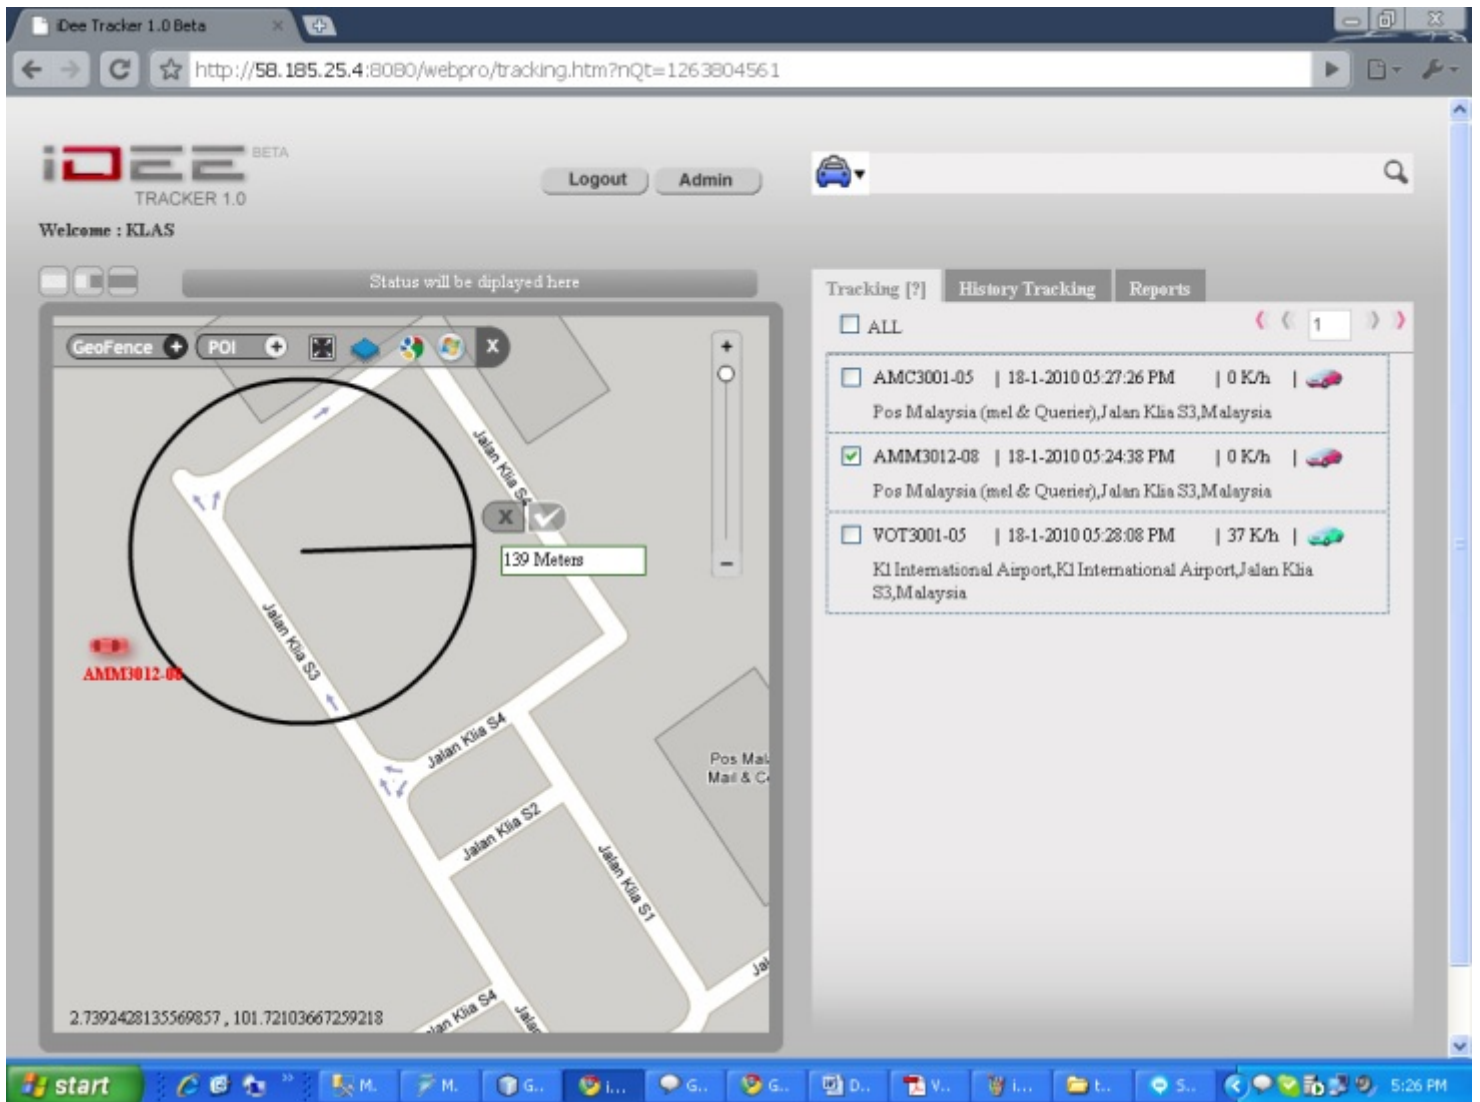 iDee Tracker 1.0 Beta
http://58.185.25.4:8080/webpro/tracking.htm?nQt=1263804561
iDEE BETA
TRACKER 1.0
Logout
Admin
Welcome : KLAS
Status will be diplayed here
Tracking [?]
History Tracking
Reports
ALL
1
GeoFence
POI
X
AMC3001-05 | 18-1-2010 05:27:26 PM | 0 K/h |
Pos Malaysia (mel & Querier),Jalan Klia S3,Malaysia
AMM3012-08 | 18-1-2010 05:24:38 PM | 0 K/h |
Pos Malaysia (mel & Querier),Jalan Klia S3,Malaysia
VOT3001-05 | 18-1-2010 05:28:08 PM | 37 K/h |
Kl International Airport,Kl International Airport,Jalan Klia
S3,Malaysia
Jalan Klia S4
X
139 Meters
Jalan Klia S3
AMM3012-08
Jalan Klia S4
Pos Mal
Mail & C
Jalan Klia S2
Jalan Klia S1
Jal
Jalan Klia S4
Jalan
2.7392428135569857 , 101.72103667259218
start
M.
M.
G..
i...
G..
G..
D..
V..
i...
t..
S..
5:26 PM